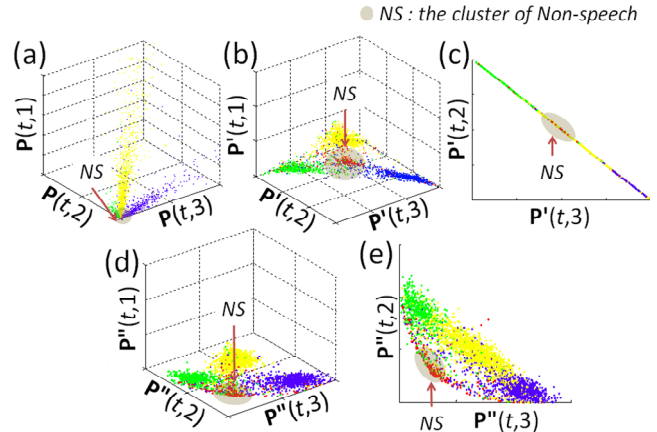 NS : the cluster of Non-speech
(a)
P(t,1)
NS
P(t,2)
P(t,3)
(b)
P'(t,1)
NS
P'(t,2)
P'(t,3)
(c)
P'(t,2)
NS
P'(t,3)
(d)
P"(t,1)
NS
P"(t,2)
P"(t,3)
(e)
P"(t,2)
NS
P"(t,3)